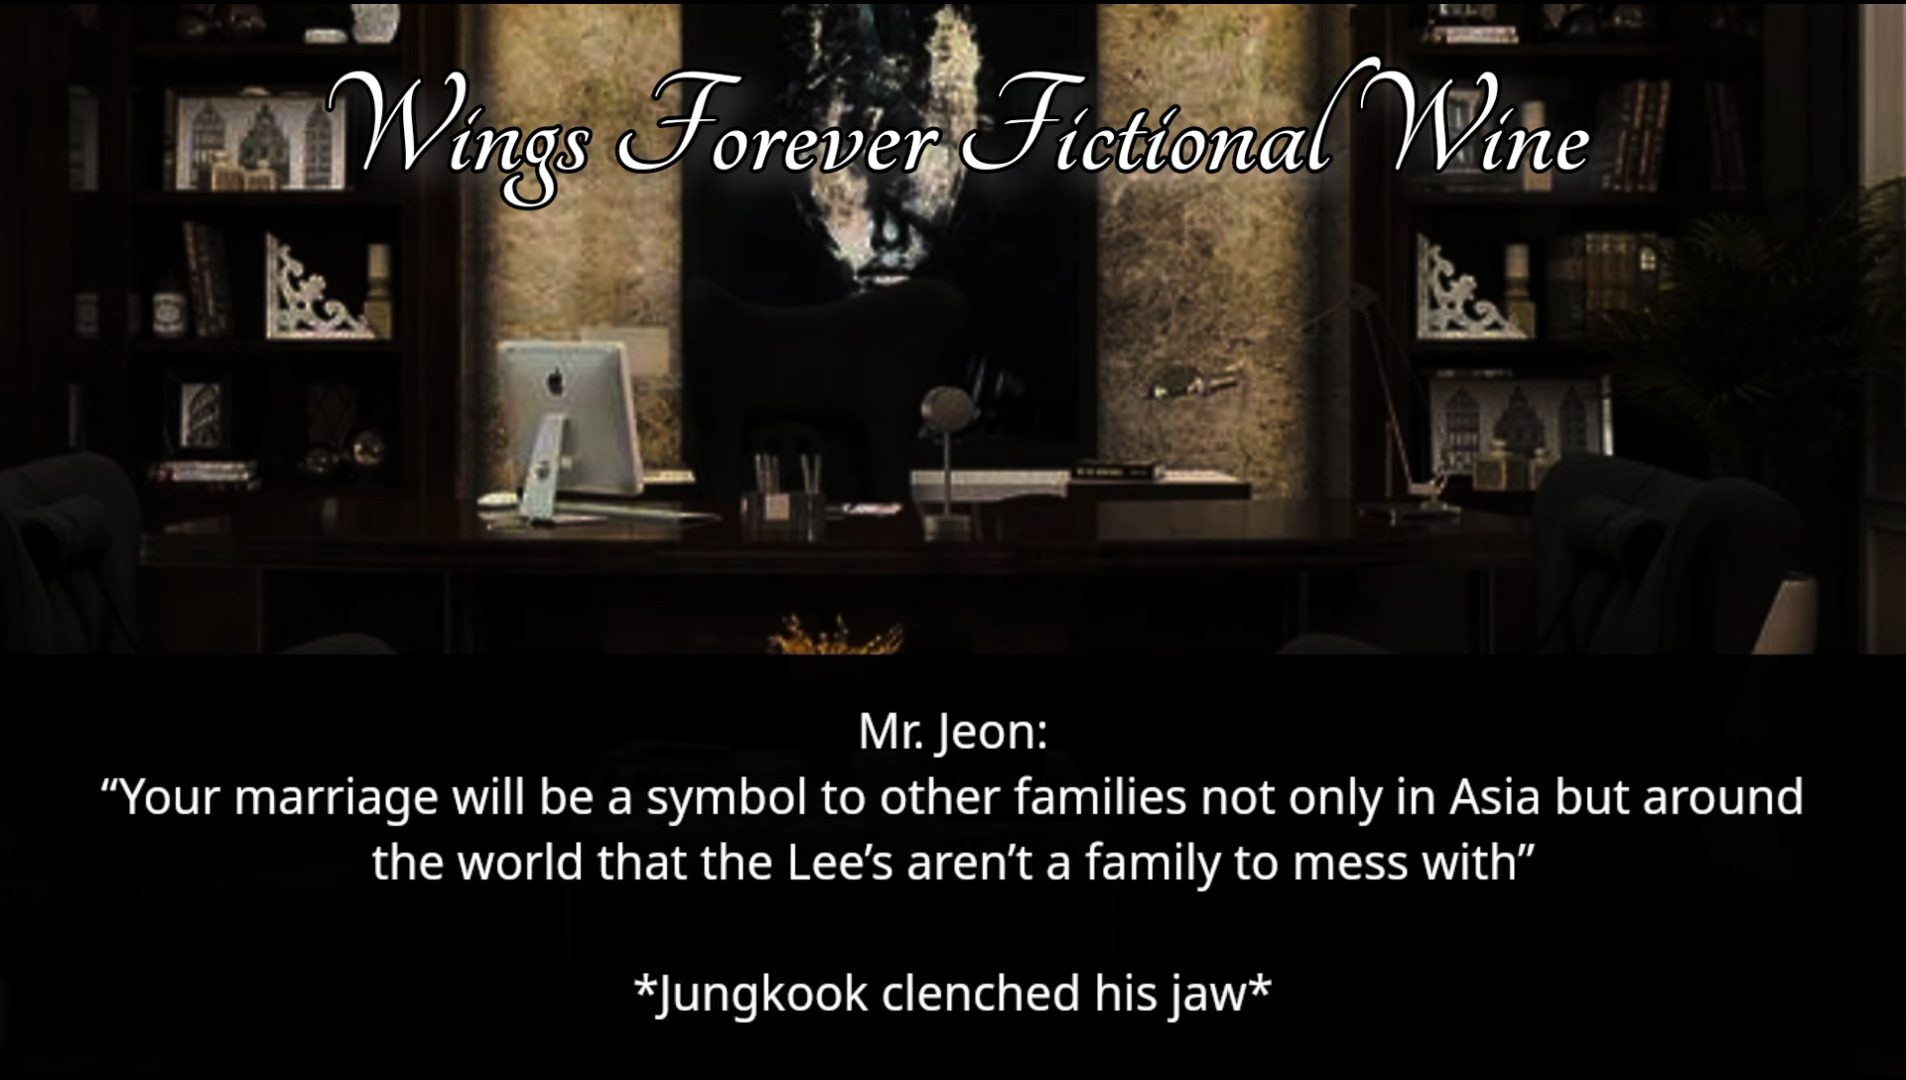 Wings Forever Fictional Wine
Mr. Jeon:
“Your marriage will be a symbol to other families not only in Asia but around
the world that the Lee’s aren’t a family to mess with”
*Jungkook clenched his jaw*